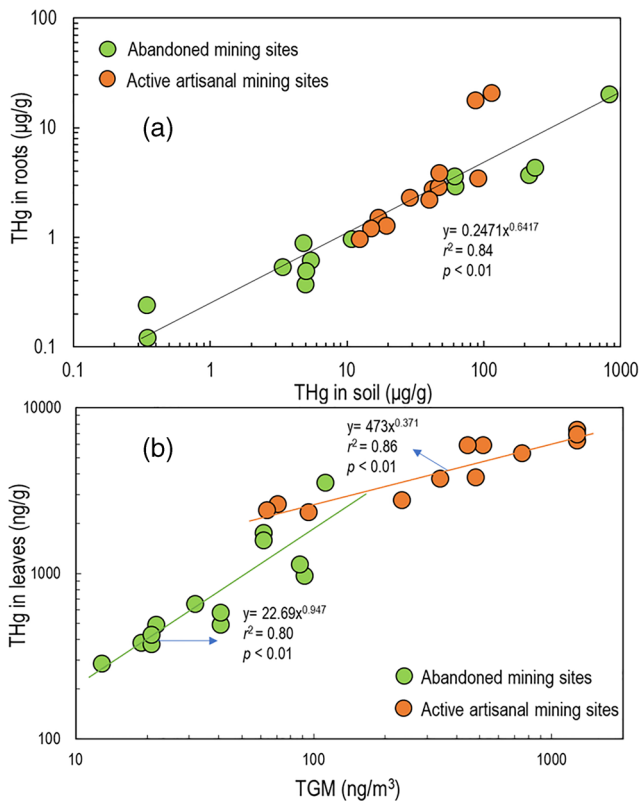 100
Abandoned mining sites
Active artisanal mining sites
(a)
10
THg in roots (µg/g)
1
y= 0.2471x^0.6417
r² = 0.84
p < 0.01
0.1
0.1 1 10 100 1000
THg in soil (µg/g)
10000
(b)
y= 473x^0.371
r² = 0.86
p < 0.01
THg in leaves (ng/g)
1000
y= 22.69x^0.947
r² = 0.80
p < 0.01
Abandoned mining sites
Active artisanal mining sites
100
10 100 1000
TGM (ng/m³)